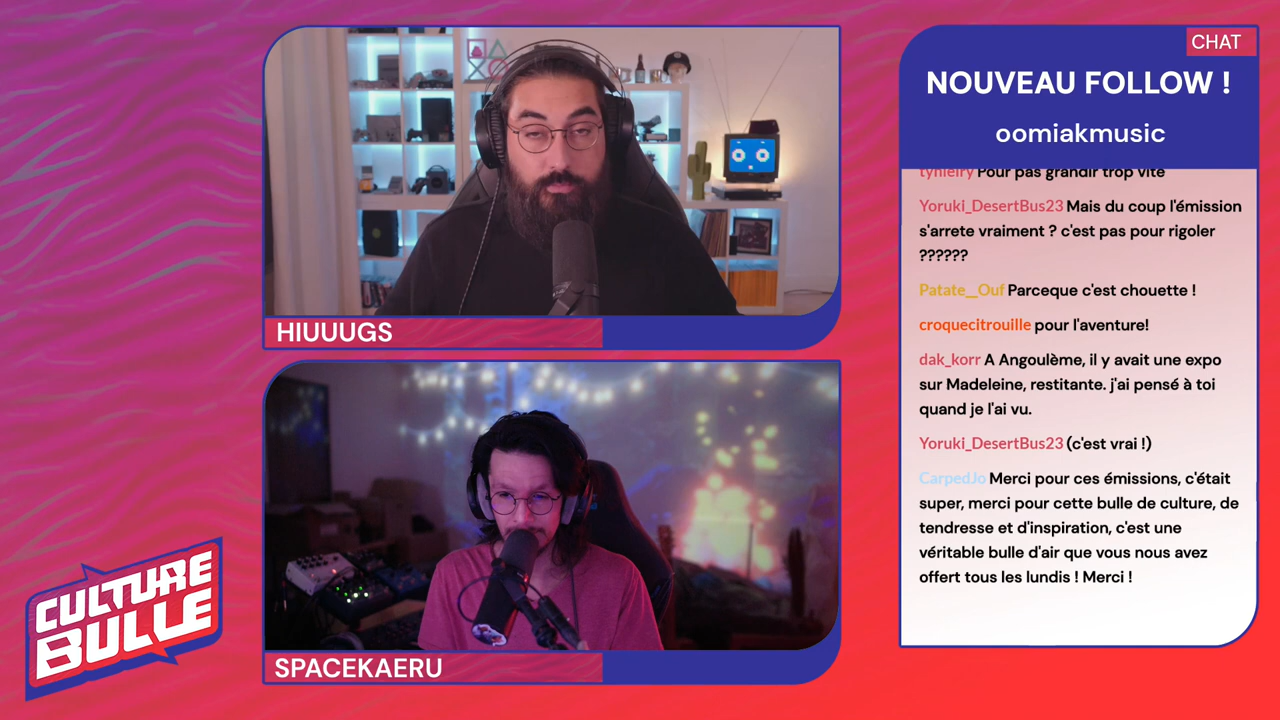 CHAT
NOUVEAU FOLLOW !
oomiakmusic
Pour pas grandir trop vite
Yoruki_DesertBus23 Mais du coup l'émission
s'arrete vraiment ? c'est pas pour rigoler
??????
Patate__Ouf Parceque c'est chouette !
croquecitrouille pour l'aventure!
dak_korr A Angoulème, il y avait une expo
sur Madeleine, restitante. j'ai pensé à toi
quand je l'ai vu.
Yoruki_DesertBus23 (c'est vrai !)
CarpedJo Merci pour ces émissions, c'était
super, merci pour cette bulle de culture, de
tendresse et d'inspiration, c'est une
véritable bulle d'air que vous nous avez
offert tous les lundis ! Merci !
HIUUUGS
SPACEKAERU
CULTURE
BULLE